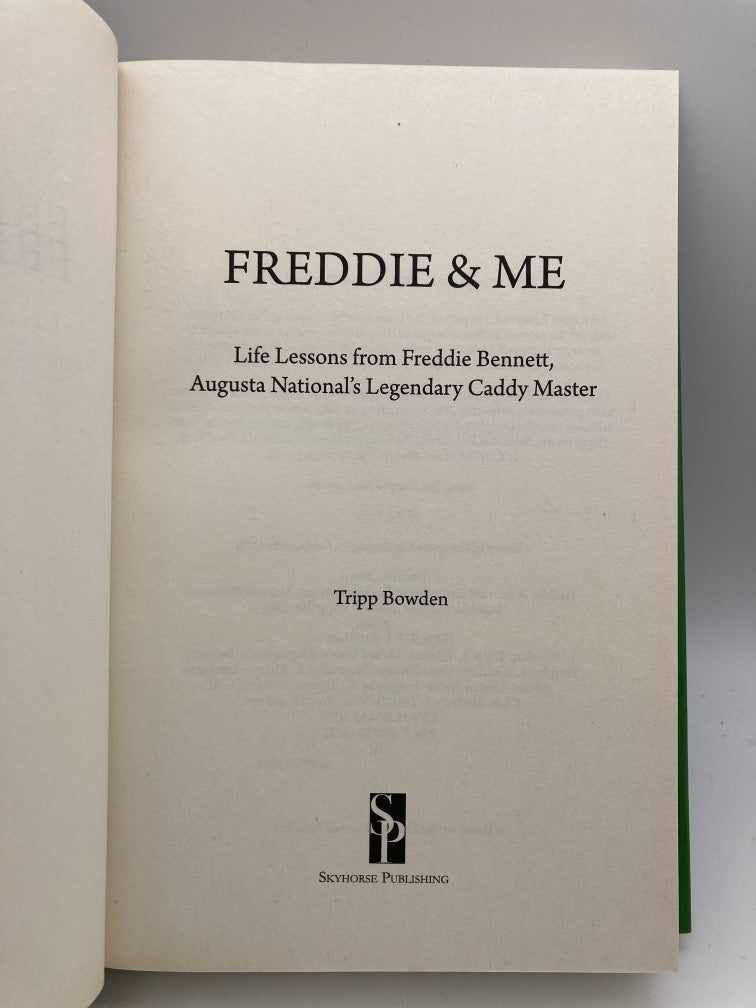 FREDDIE & ME
Life Lessons from Freddie Bennett,
Augusta National's Legendary Caddy Master
Tripp Bowden
SP
SKYHORSE PUBLISHING